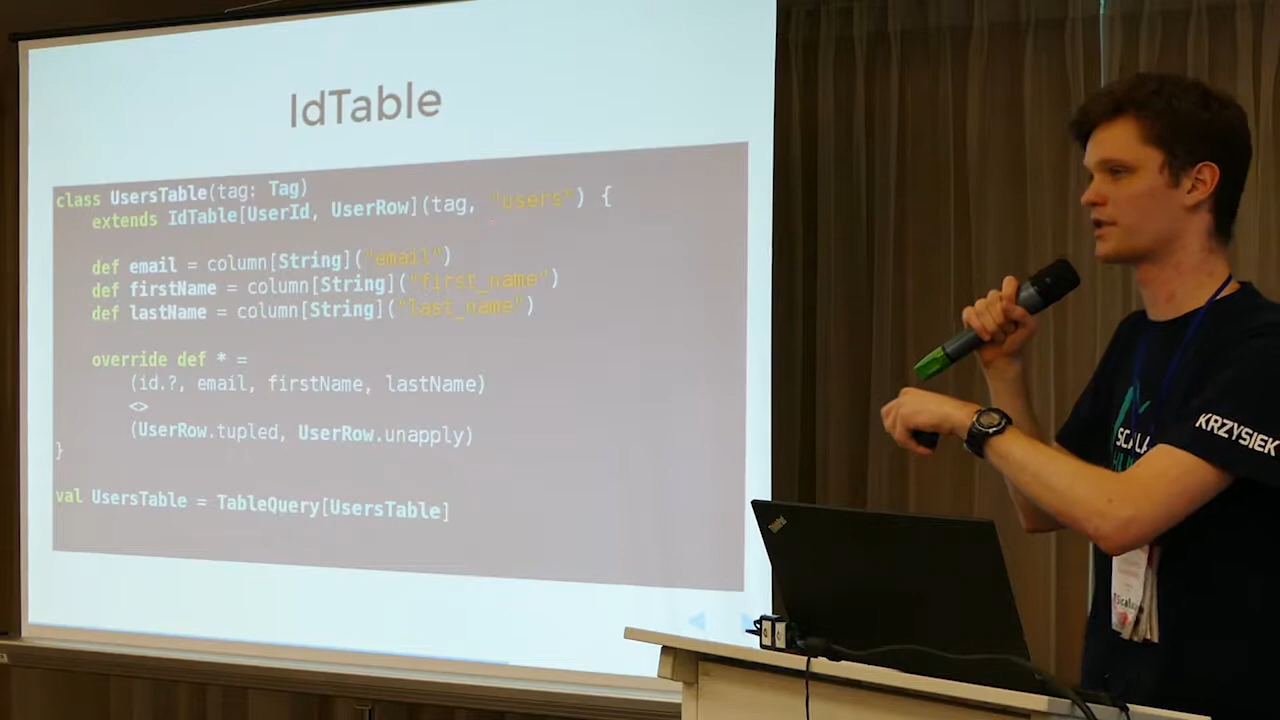 IdTable
class UsersTable(tag: Tag)
extends IdTable[UserId, UserRow](tag, "users") {
def email = column[String]("email")
def firstName = column[String]("first_name")
def lastName = column[String]("last_name")
override def * =
(id.?, email, firstName, lastName)
<>
(UserRow.tupled, UserRow.unapply)
}
val UsersTable = TableQuery[UsersTable]
KRZYSIEK
ThinkPad